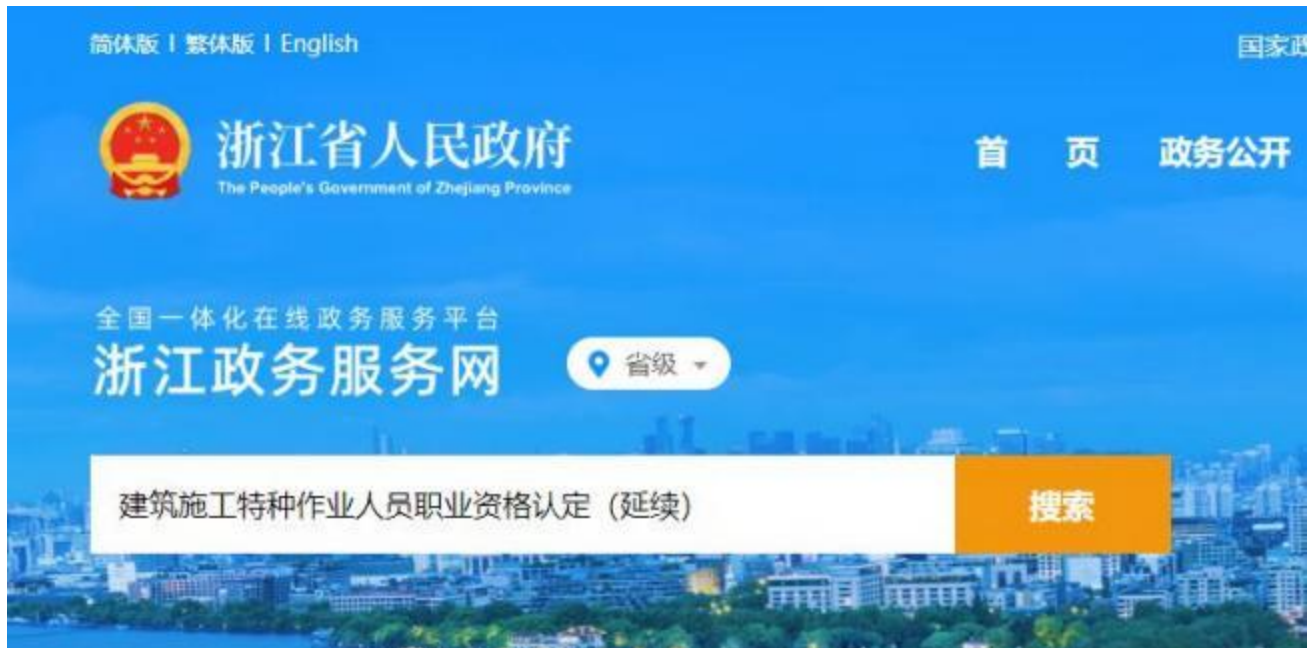 简体版 | 繁体版 | English
国家政
浙江省人民政府
The People's Government of Zhejiang Province
首 页 政务公开
全国一体化在线政务服务平台
浙江政务服务网
省级
建筑施工特种作业人员职业资格认定（延续）
搜索